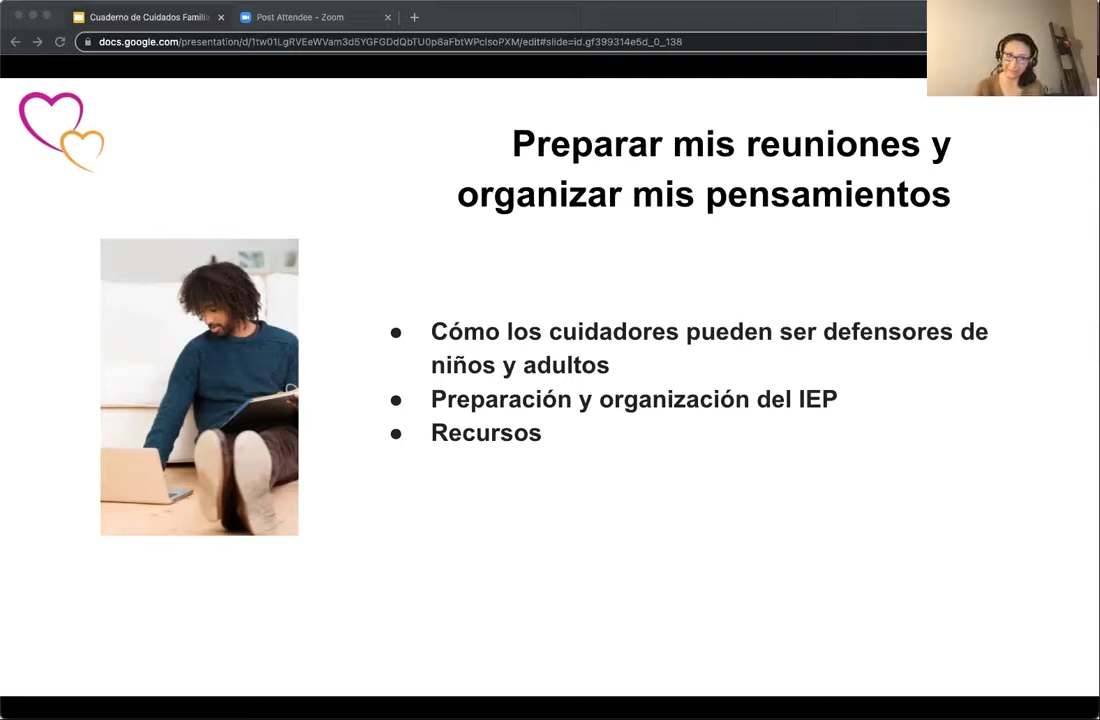 Cuaderno de Cuidados Famili
Post Attendee - Zoom
docs.google.com/presentation/d/1tw01LgRVEeWVam3d5YGFGDdQbTU0p8aFbtWPclsoPXM/edit#slide=id.gf399314e5d_0_138
Preparar mis reuniones y
organizar mis pensamientos
● Cómo los cuidadores pueden ser defensores de
niños y adultos
● Preparación y organización del IEP
● Recursos